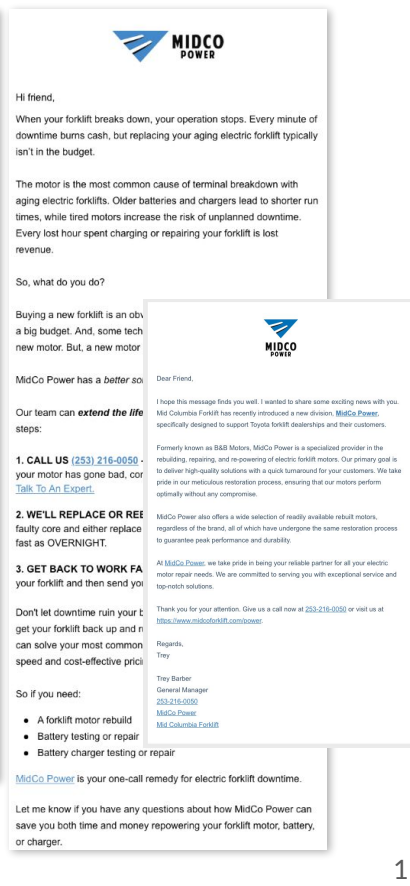 MIDCO
POWER
Hi friend,
When your forklift breaks down, your operation stops. Every minute of
downtime burns cash, but replacing your aging electric forklift typically
isn't in the budget.
The motor is the most common cause of terminal breakdown with
aging electric forklifts. Older batteries and chargers lead to shorter run
times, while tired motors increase the risk of unplanned downtime.
Every lost hour spent charging or repairing your forklift is lost
revenue.
So, what do you do?
Buying a new forklift is an
a big budget. And, some tech
new motor. But, a new motor
MidCo Power has a better
Our team can extend the life
steps:
1. CALL US (253) 216-0050 -
your motor has gone bad,
Talk To An Expert.
2. WE'LL REPLACE OR
faulty core and either replace
fast as OVERNIGHT.
3. GET BACK TO WORK
your forklift and then send
Don't let downtime ruin your
get your forklift back up and
can solve your most common
speed and cost-effective
So if you need:
● A forklift motor rebuild
● Battery testing or repair
● Battery charger testing or repair
MidCo Power is your one-call remedy for electric forklift downtime.
Let me know if you have any questions about how MidCo Power can
save you both time and money repowering your forklift motor, battery,
or charger.
MIDCO
POWER
Dear Friend,
I hope this message finds you well. I wanted to share some exciting news with you.
Mid Columbia Forklift has recently introduced a new division, MidCo Power,
specifically designed to support Toyota forklift dealerships and their customers.
Formerly known as B&B Motors, MidCo Power is a specialized provider in the
rebuilding, repairing, and re-powering of electric forklift motors. Our primary goal is
to deliver high-quality solutions with a quick turnaround for your customers. We take
pride in our meticulous restoration process, ensuring that our motors perform
optimally without any compromise.
MidCo Power also offers a wide selection of readily available rebuilt motors,
regardless of the brand, all of which have undergone the same restoration process
to guarantee peak performance and durability.
At MidCo Power, we take pride in being your reliable partner for all your electric
motor repair needs. We are committed to serving you with exceptional service and
top-notch solutions.
Thank you for your attention. Give us a call now at 253-216-0050 or visit us at
https://www.midcoforklift.com/power.
Regards,
Trey
Trey Barber
General Manager
253-216-0050
MidCo Power
Mid Columbia Forklift
1